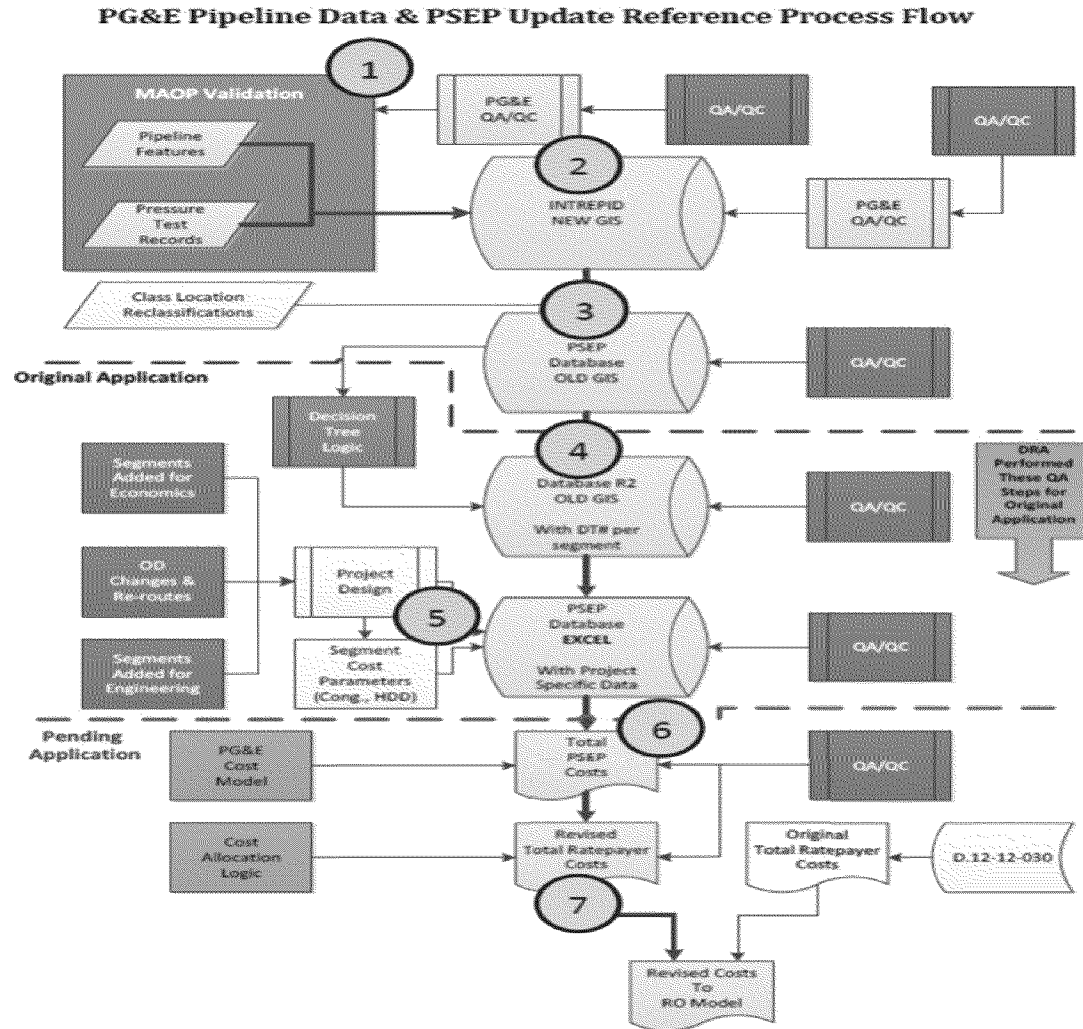 PG&E Pipeline Data & PSEP Update Reference Process Flow
1
MAOP Validation
Pipeline
Features
Pressure
Test
Records
PG&E
QA/QC
QA/QC
QA/QC
2
INTREPID
NEW GIS
PG&E
QA/QC
Class Location
Reclassifications
3
PSEP
Database
OLD GIS
QA/QC
Original Application
Decision
Tree
Logic
4
Database R2
OLD GIS
With DT# per
segment
QA/QC
DRA
Performed
These QA
Steps for
Original
Application
Segments
Added for
Economics
OD
Changes &
Re-routes
Segments
Added for
Engineering
Project
Design
5
Segment
Cost
Parameters
(Cong., HDD)
PSEP
Database
EXCEL
With Project
Specific Data
QA/QC
Pending
Application
6
PG&E
Cost
Model
Total
PSEP
Costs
QA/QC
Cost
Allocation
Logic
Revised
Total Ratepayer
Costs
Original
Total Ratepayer
Costs
D.12-12-030
7
Revised Costs
To
RO Model